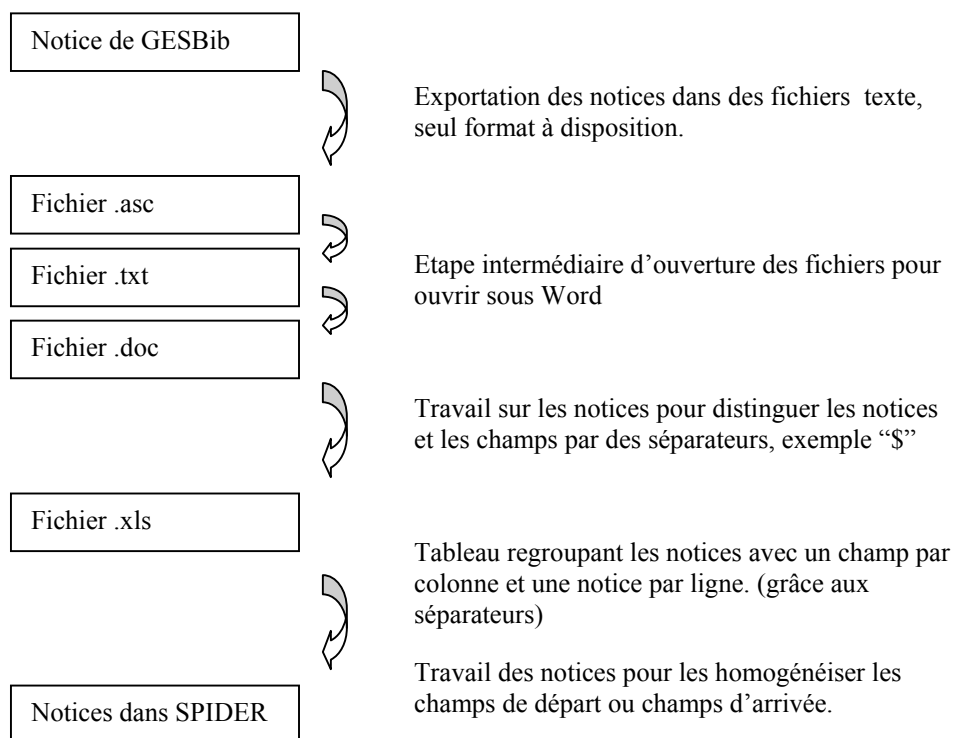 Notice de GESBib
Exportation des notices dans des fichiers texte,
seul format à disposition.
Fichier .asc
Fichier .txt
Etape intermédiaire d’ouverture des fichiers pour
ouvrir sous Word
Fichier .doc
Travail sur les notices pour distinguer les notices
et les champs par des séparateurs, exemple “$”
Fichier .xls
Tableau regroupant les notices avec un champ par
colonne et une notice par ligne. (grâce aux
séparateurs)
Travail des notices pour les homogénéiser les
champs de départ ou champs d’arrivée.
Notices dans SPIDER